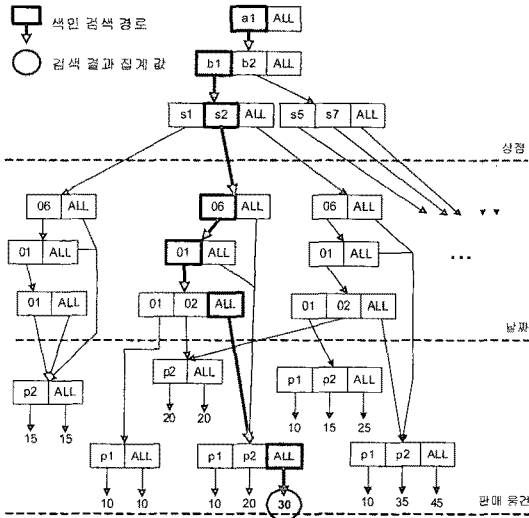 색인 검색 경로
검색 결과 집계 값
a1 ALL
b1 b2 ALL
s1 s2 ALL
s5 s7 ALL
상점
06 ALL
06 ALL
06 ALL
01 ALL
01 ALL
01 ALL
...
01 ALL
01 02 ALL
01 02 ALL
날짜
p2 ALL
p2 ALL
p1 p2 ALL
15 15
20 20
10 15 25
p1 ALL
p1 p2 ALL
p1 p2 ALL
10 10
10 20 30
10 35 45
판매 물건